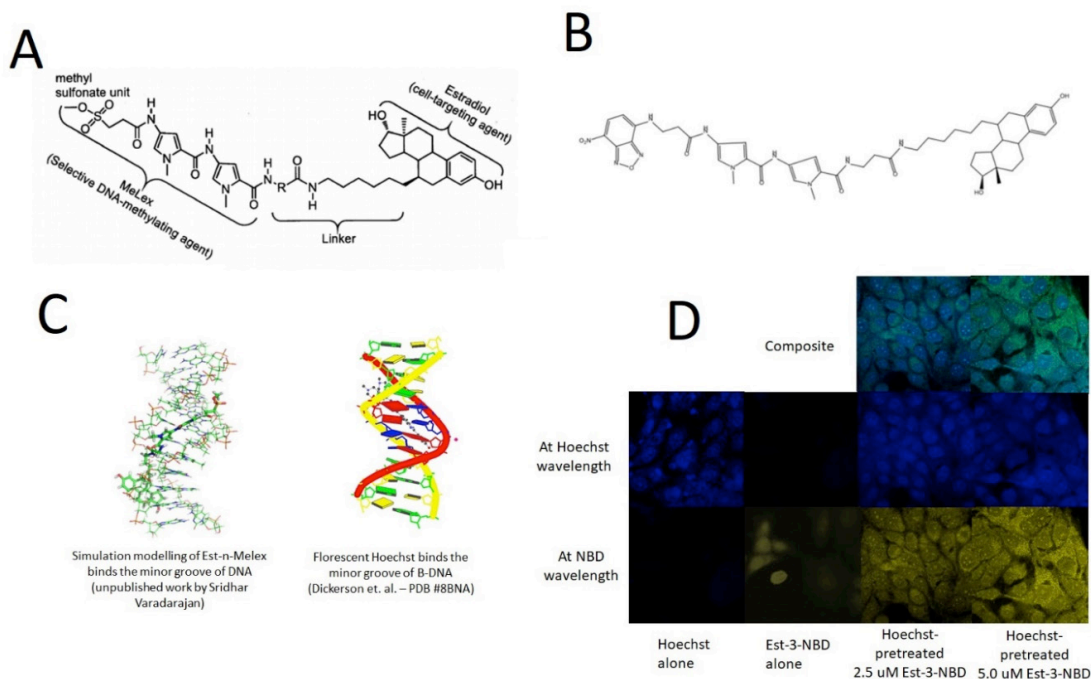 A
methyl
sulfonate unit
Estradiol
(cell-targeting agent)
HO
H
H
O
S
O
O
O
N
N
N
O
H
N
O
H
N
R
O
N
H
OH
MeLex
(Selective DNA-methylating agent)
Linker
B
O₂N
HO
C
Simulation modelling of Est-n-Melex
binds the minor groove of DNA
(unpublished work by Sridhar
Varadarajan)
Florescent Hoechst binds the
minor groove of B-DNA
(Dickerson et. al. – PDB #8BNA)
D
Composite
At Hoechst
wavelength
At NBD
wavelength
Hoechst
alone
Est-3-NBD
alone
Hoechst-
pretreated
2.5 uM Est-3-NBD
Hoechst-
pretreated
5.0 uM Est-3-NBD